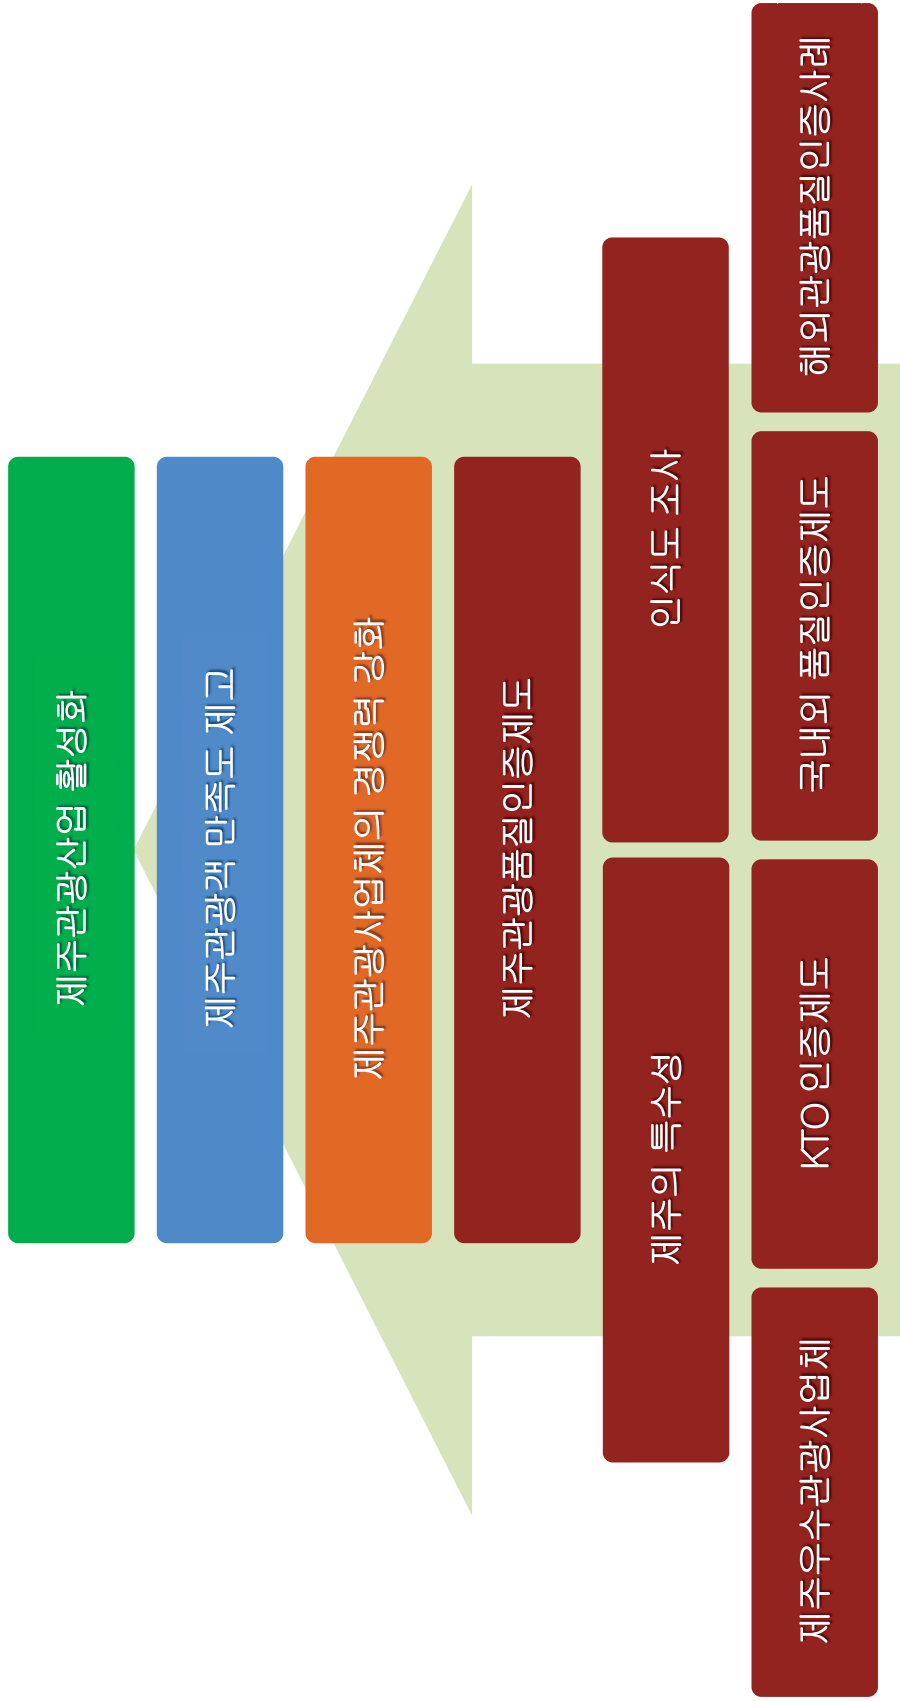 제주관광산업 활성화
제주관광객 만족도 제고
제주관광사업체의 경쟁력 강화
제주관광품질인증제도
제주의 특수성
인식도 조사
제주우수관광사업체
KTO 인증제도
국내외 품질인증제도
해외관광품질인증사례